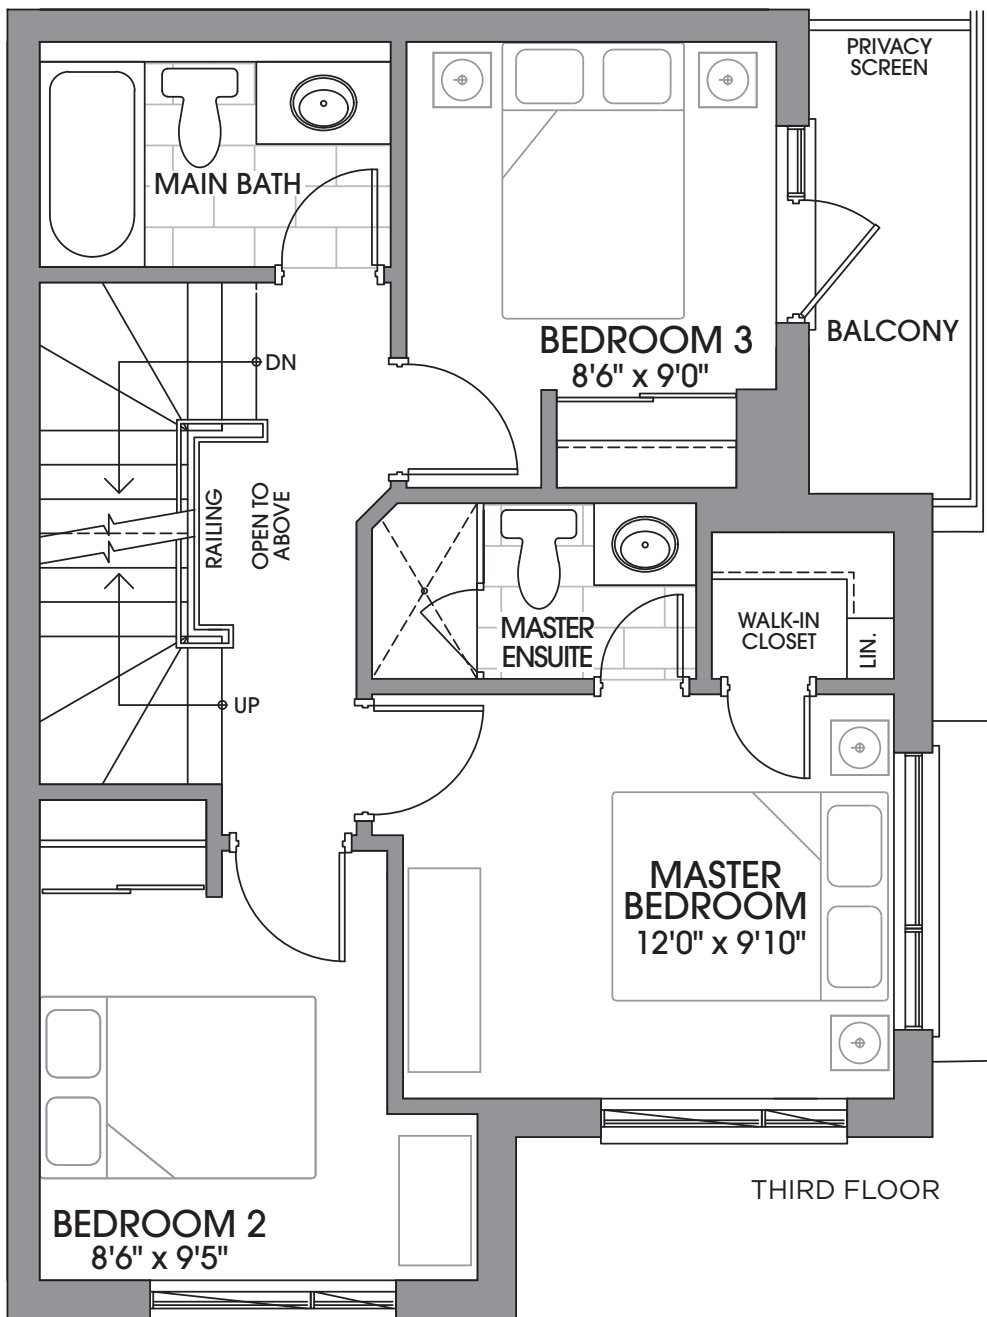 PRIVACY
SCREEN
MAIN BATH
BALCONY
BEDROOM 3
8'6" x 9'0"
DN
RAILING
OPEN TO
ABOVE
MASTER
ENSUITE
WALK-IN
CLOSET
LIN.
UP
MASTER
BEDROOM
12'0" x 9'10"
THIRD FLOOR
BEDROOM 2
8'6" x 9'5"